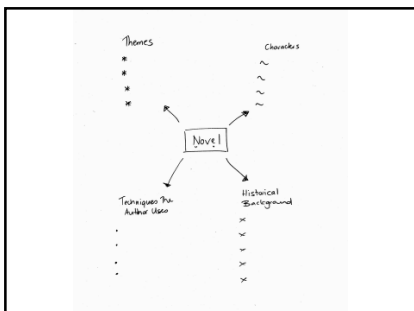 Themes
*
*
*
*
Characters
~
~
~
~
Novel
Techniques The
Author Uses
.
.
.
.
Historical
Background
x
x
x
x
x